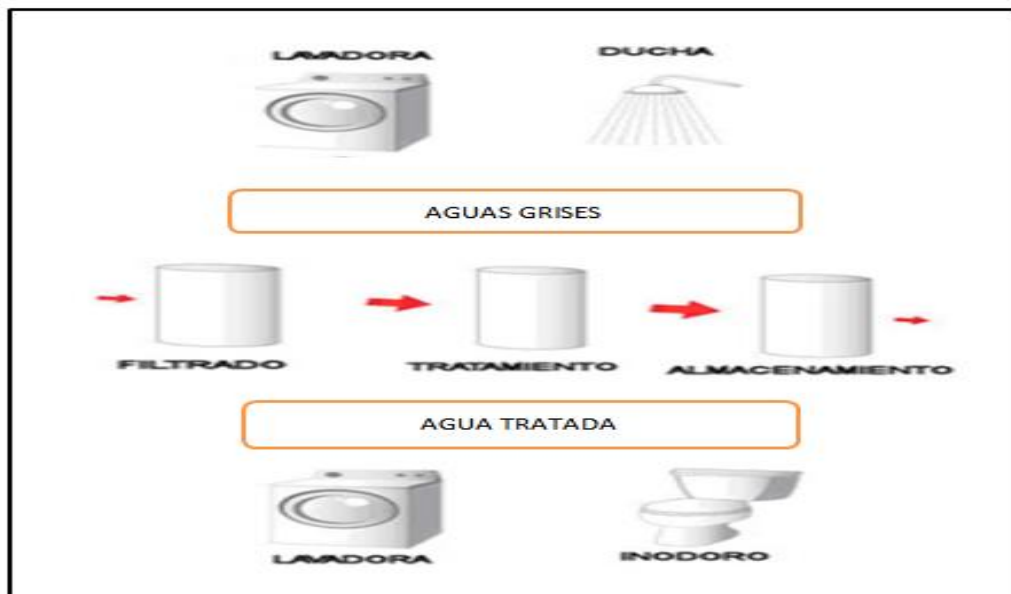 LAVADORA
DUCHA
AGUAS GRISES
FILTRADO
TRATAMIENTO
ALMACENAMIENTO
AGUA TRATADA
LAVADORA
INODORO